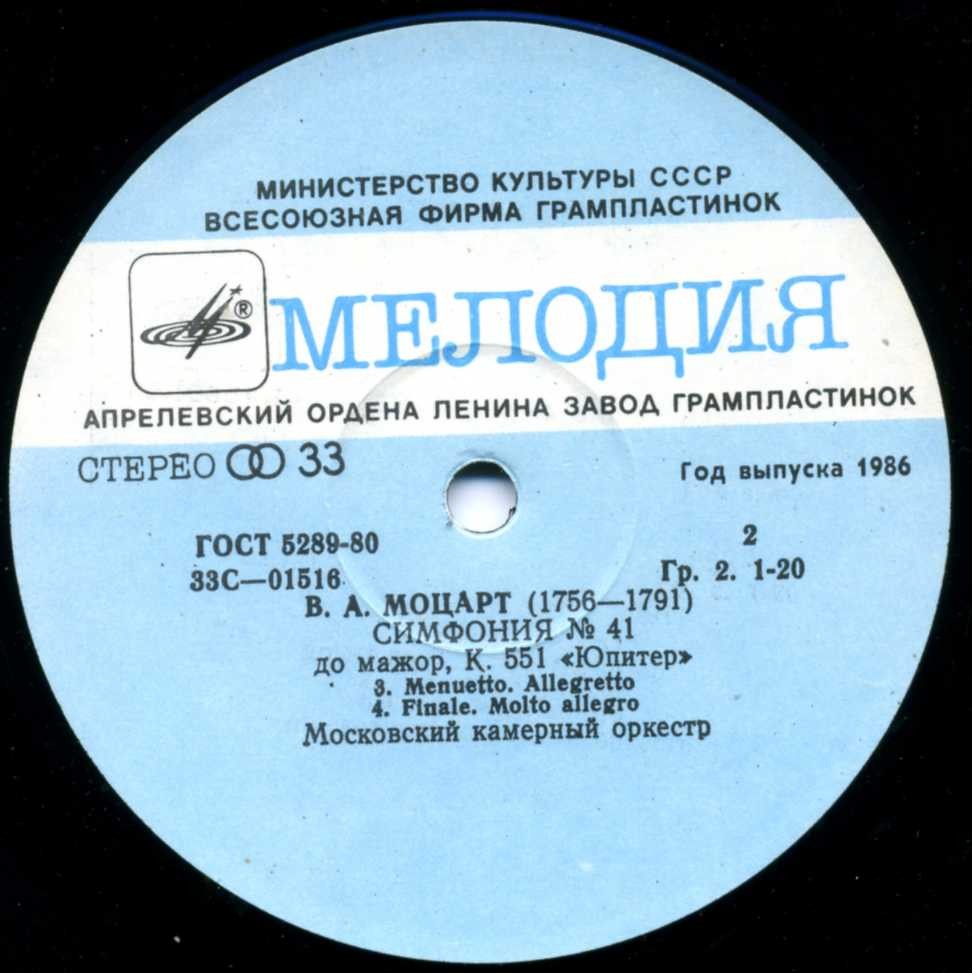 МИНИСТЕРСТВО КУЛЬТУРЫ СССР
ВСЕСОЮЗНАЯ ФИРМА ГРАМПЛАСТИНОК
® МЕЛОДИЯ
АПРЕЛЕВСКИЙ ОРДЕНА ЛЕНИНА ЗАВОД ГРАМПЛАСТИНОК
СТЕРЕО 33 Год выпуска 1986
ГОСТ 5289-80 2
33С—01516 Гр. 2. 1-20
В. А. МОЦАРТ (1756—1791)
СИМФОНИЯ № 41
до мажор, К. 551 «Юпитер»
3. Menuetto. Allegretto
4. Finale. Molto allegro
Московский камерный оркестр